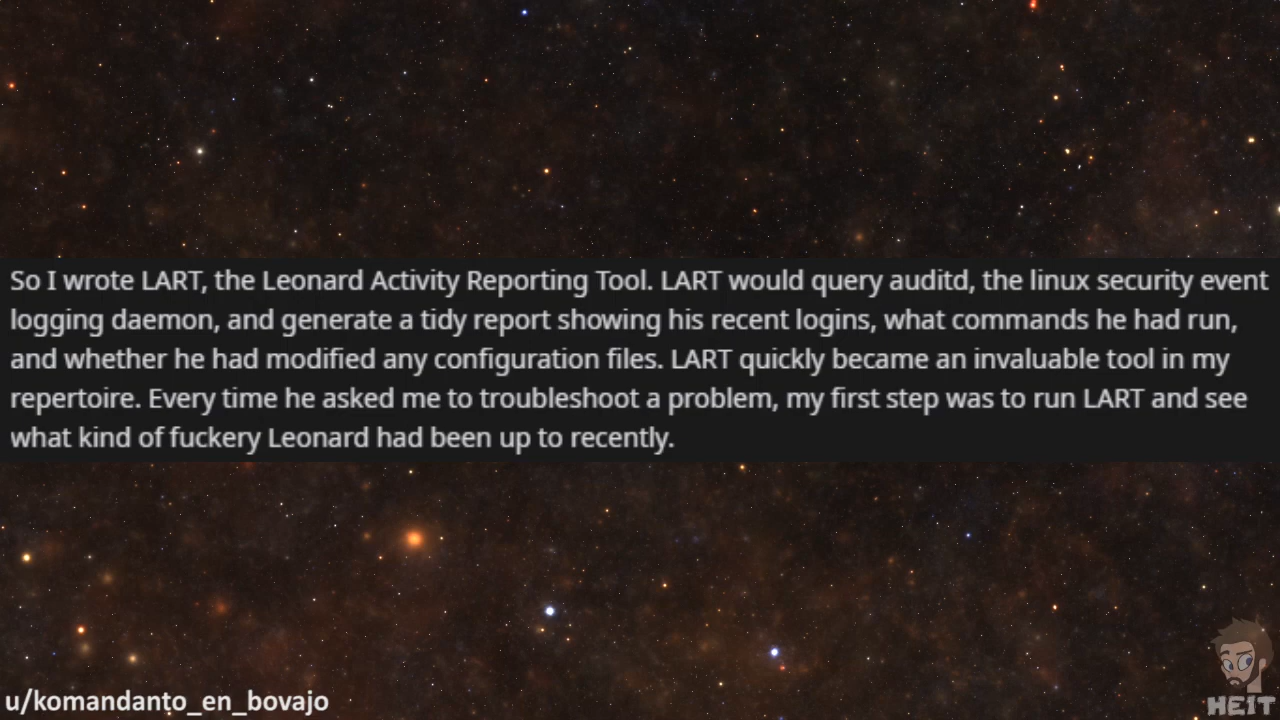 So I wrote LART, the Leonard Activity Reporting Tool. LART would query auditd, the linux security event
logging daemon, and generate a tidy report showing his recent logins, what commands he had run,
and whether he had modified any configuration files. LART quickly became an invaluable tool in my
repertoire. Every time he asked me to troubleshoot a problem, my first step was to run LART and see
what kind of fuckery Leonard had been up to recently.
u/komandanto_en_bovajo
HEIT